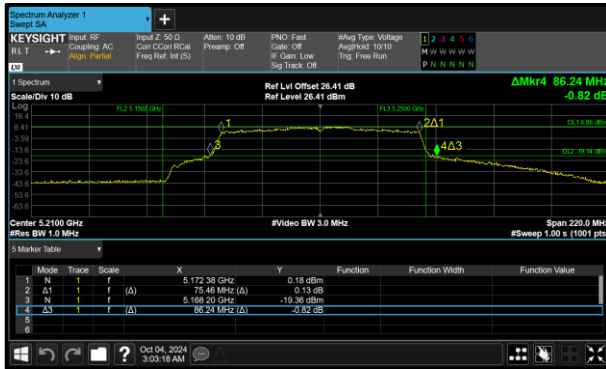 Spectrum Analyzer 1
Swept SA
KEYSIGHT
RLT
LXI
Input: RF
Coupling: AC
Align: Partial
Input Z: 50 Ω
Corr CCorr RCal
Freq Ref: Int (S)
Atten: 10 dB
Preamp: Off
PNO: Fast
Gate: Off
IF Gain: Low
Sig Track: Off
#Avg Type: Voltage
Avg|Hold: 10/10
Trig: Free Run
1 2 3 4 5 6
M W W W W W
P N N N N N
1 Spectrum
Scale/Div 10 dB
Ref Lvl Offset 26.41 dB
Ref Level 26.41 dBm
ΔMkr4 86.24 MHz
-0.82 dB
Log
FL2 5.1500 GHz
FL3 5.2500 GHz
16.4
6.41
-3.59
-13.6
-23.6
-33.6
-43.6
-53.6
-63.6
1
2Δ1
3
4Δ3
DL1 6.86 dBm
DL2 -19.14 dBm
Center 5.2100 GHz
#Video BW 3.0 MHz
Span 220.0 MHz
#Res BW 1.0 MHz
#Sweep 1.00 s (1001 pts)
5 Marker Table
Mode Trace Scale X Y Function Function Width Function Value
1 N 1 f 5.172 38 GHz 0.18 dBm
2 Δ1 1 f (Δ) 75.46 MHz (Δ) 0.13 dB
3 N 1 f 5.168 20 GHz -19.36 dBm
4 Δ3 1 f (Δ) 86.24 MHz (Δ) -0.82 dB
5
6
?
Oct 04, 2024
3:03:18 AM